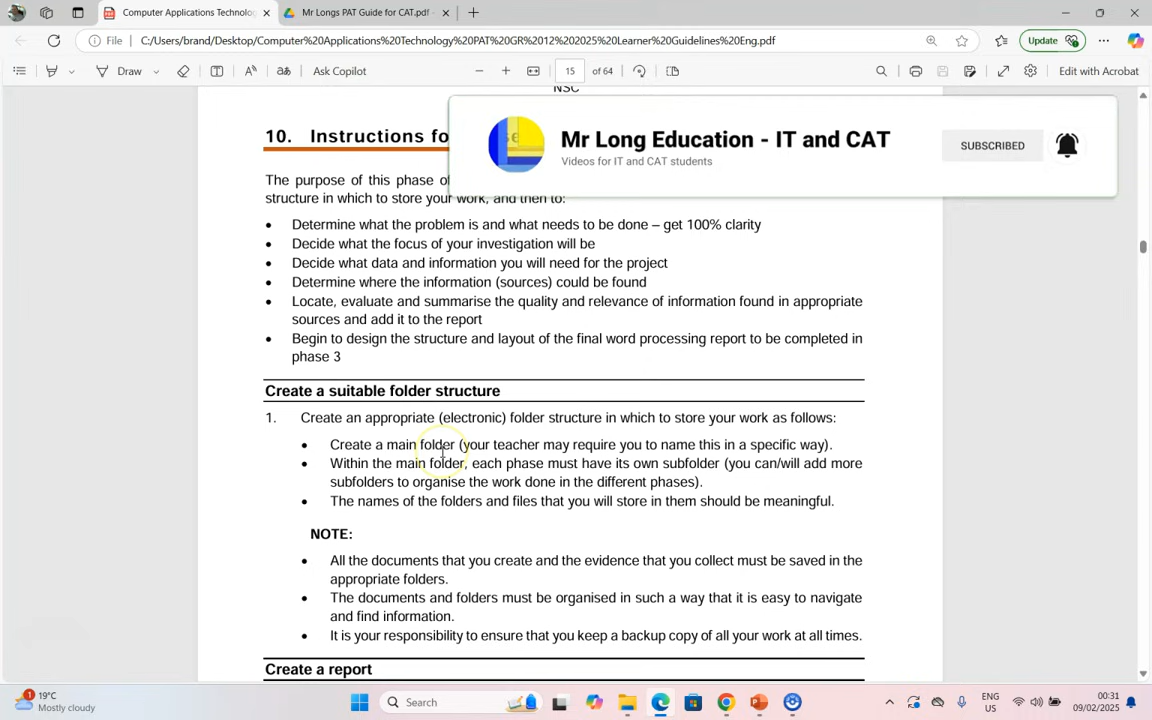 Computer Applications Technolo
Mr Longs PAT Guide for CAT.pdf -
File
C:/Users/brand/Desktop/Computer%20Applications%20Technology%20PAT%20GR%2012%202025%20Learner%20Guidelines%20Eng.pdf
Update
Draw
Ask Copilot
15 of 64
Edit with Acrobat
NSC
10. Instructions fo
Mr Long Education - IT and CAT
Videos for IT and CAT students
SUBSCRIBED
The purpose of this phase of
structure in which to store your work, and then to:
• Determine what the problem is and what needs to be done – get 100% clarity
• Decide what the focus of your investigation will be
• Decide what data and information you will need for the project
• Determine where the information (sources) could be found
• Locate, evaluate and summarise the quality and relevance of information found in appropriate
sources and add it to the report
• Begin to design the structure and layout of the final word processing report to be completed in
phase 3
Create a suitable folder structure
1. Create an appropriate (electronic) folder structure in which to store your work as follows:
• Create a main folder (your teacher may require you to name this in a specific way).
• Within the main folder, each phase must have its own subfolder (you can/will add more
subfolders to organise the work done in the different phases).
• The names of the folders and files that you will store in them should be meaningful.
NOTE:
• All the documents that you create and the evidence that you collect must be saved in the
appropriate folders.
• The documents and folders must be organised in such a way that it is easy to navigate
and find information.
• It is your responsibility to ensure that you keep a backup copy of all your work at all times.
Create a report
1
19°C
Mostly cloudy
Search
ENG
US
00:31
09/02/2025